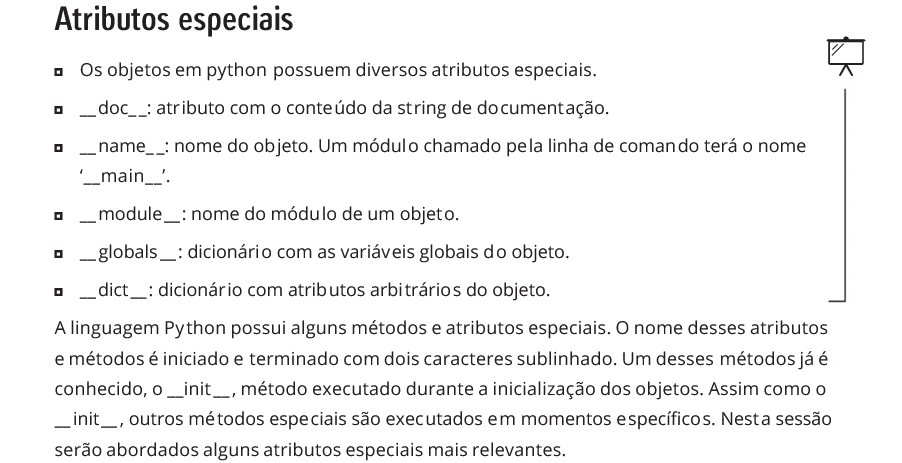 Atributos especiais
Os objetos em python possuem diversos atributos especiais.
__doc__: atributo com o conteúdo da string de documentação.
__name__: nome do objeto. Um módulo chamado pela linha de comando terá o nome
‘__main__’.
__module__: nome do módulo de um objeto.
__globals__: dicionário com as variáveis globais do objeto.
__dict__: dicionário com atributos arbitrários do objeto.
A linguagem Python possui alguns métodos e atributos especiais. O nome desses atributos
e métodos é iniciado e terminado com dois caracteres sublinhado. Um desses métodos já é
conhecido, o __init__, método executado durante a inicialização dos objetos. Assim como o
__init__, outros métodos especiais são executados em momentos específicos. Nesta sessão
serão abordados alguns atributos especiais mais relevantes.